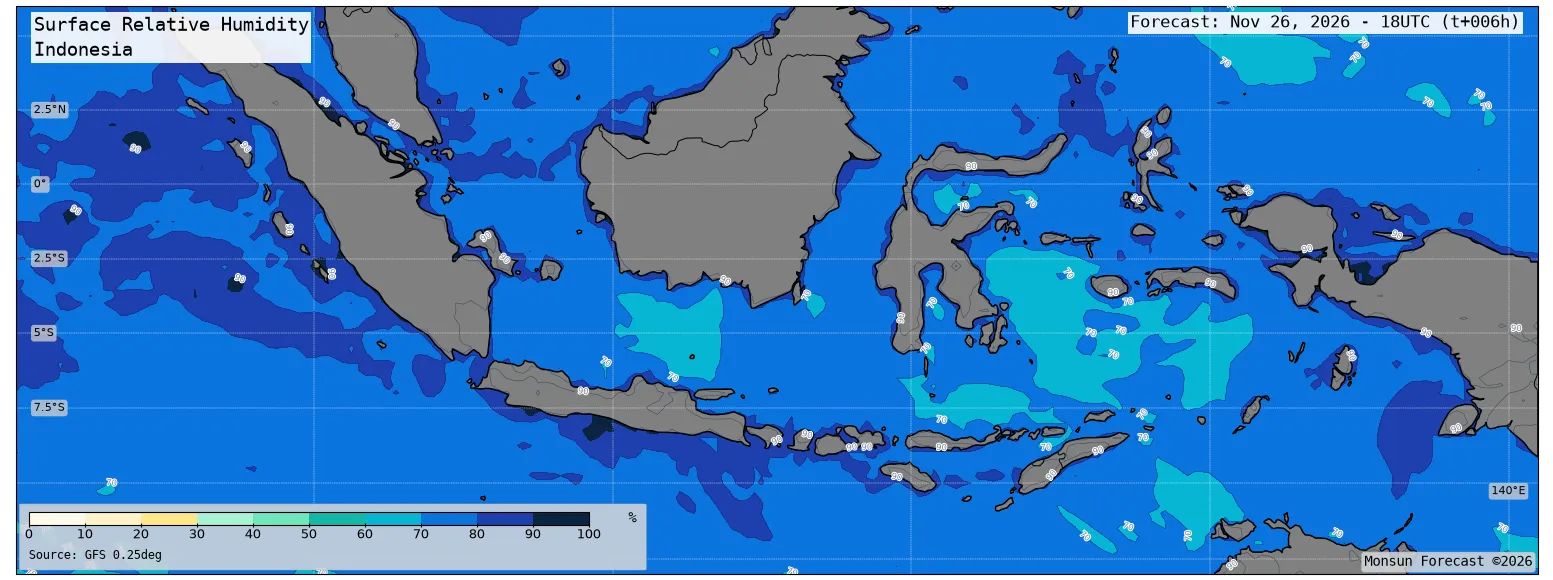 Surface Relative Humidity
Indonesia
Forecast: Nov 26, 2026 - 18UTC (t+006h)
2.5°N
0°
2.5°S
5°S
7.5°S
140°E
0 10 20 30 40 50 60 70 80 90 100
%
Source: GFS 0.25deg
Monsun Forecast ©2026